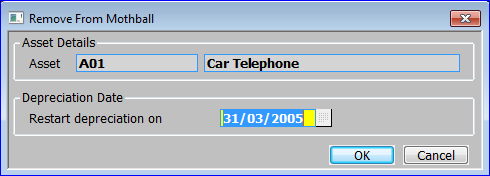 Remove From Mothball
Asset Details
Asset A01 Car Telephone
Depreciation Date
Restart depreciation on 31/03/2005
OK Cancel